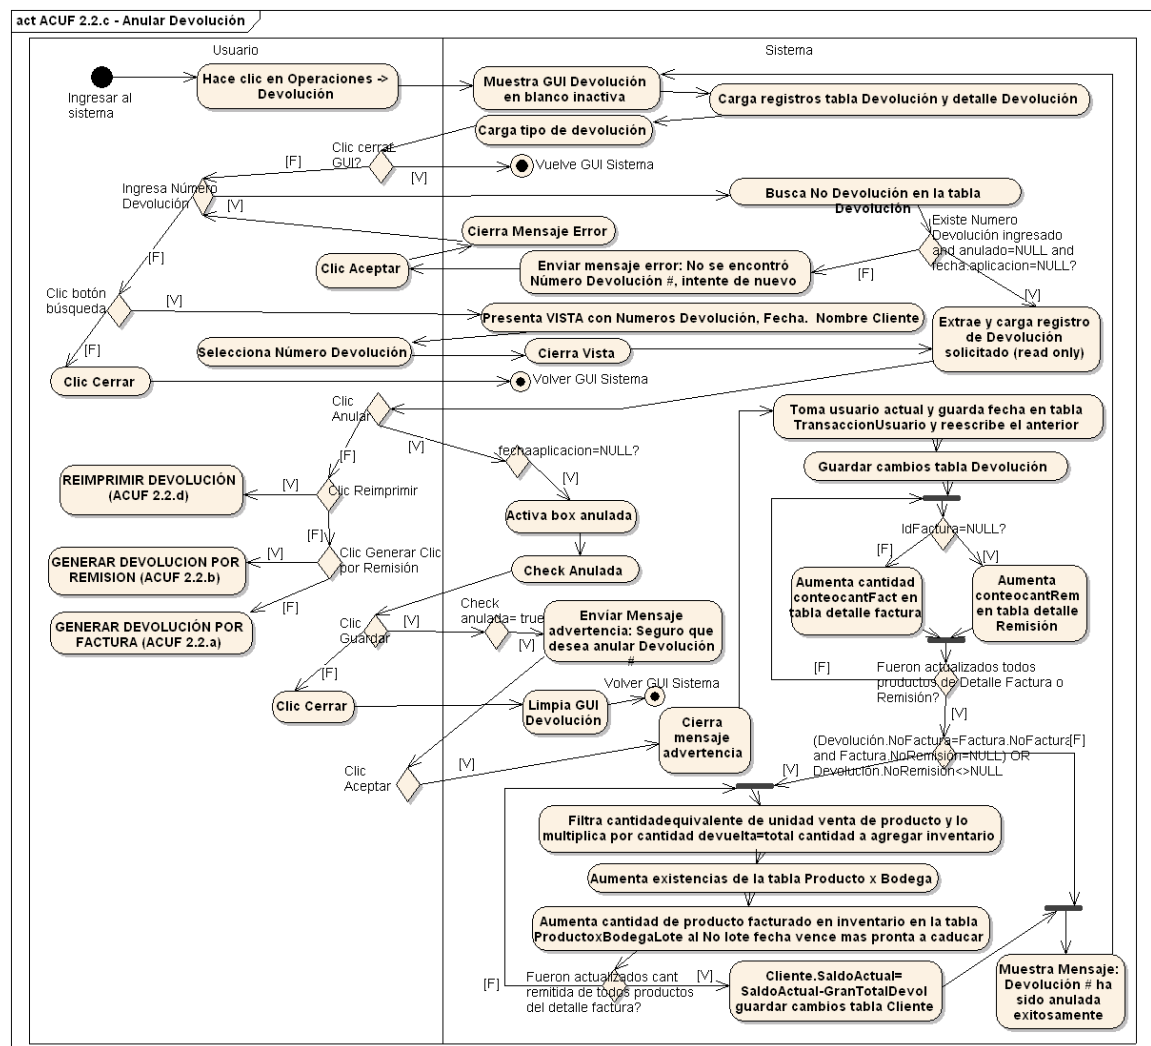 act ACUF 2.2.c - Anular Devolución
Usuario
Sistema
Ingresar al
sistema
Hace clic en Operaciones ->
Devolución
Muestra GUI Devolución
en blanco inactiva
Carga registros tabla Devolución y detalle Devolución
Carga tipo de devolución
Clic cerrar
GUI?
[F]
[V]
Vuelve GUI Sistema
Ingresa Número
Devolución
[V]
[F]
Busca No Devolución en la tabla
Devolución
Existe Numero
Devolución ingresado
and anulado=NULL and
fecha.aplicacion=NULL?
[F]
[V]
Cierra Mensaje Error
Clic Aceptar
Enviar mensaje error: No se encontró
Número Devolución #, intente de nuevo
Clic botón
búsqueda
[V]
[F]
Presenta VISTA con Numeros Devolución, Fecha. Nombre Cliente
Extrae y carga registro
de Devolución
solicitado (read only)
Selecciona Número Devolución
Cierra Vista
Clic Cerrar
Volver GUI Sistema
Clic
Anular
[V]
[F]
fechaaplicacion=NULL?
[V]
Toma usuario actual y guarda fecha en tabla
TransaccionUsuario y reescribe el anterior
Guardar cambios tabla Devolución
REIMPRIMIR DEVOLUCIÓN
(ACUF 2.2.d)
[V]
Clic Reimprimir
[F]
Activa box anulada
IdFactura=NULL?
[F]
[V]
GENERAR DEVOLUCION POR
REMISION (ACUF 2.2.b)
[V]
Clic Generar Clic
por Remisión
[F]
Check Anulada
Aumenta cantidad
conteocantFact en
tabla detalle factura
Aumenta
conteocantRem
en tabla detalle
Remisión
GENERAR DEVOLUCIÓN POR
FACTURA (ACUF 2.2.a)
Clic
Guardar
[V]
[F]
Check
anulada= true
[V]
Envíar Mensaje
advertencia: Seguro que
desea anular Devolución
#
Fueron actualizados todos
productos de Detalle Factura o
Remisión?
[F]
[V]
Clic Cerrar
Limpia GUI
Devolución
Volver GUI Sistema
Cierra
mensaje
advertencia
(Devolución.NoFactura=Factura.NoFactura
and Factura.NoRemisión=NULL) OR
Devolución.NoRemisión<>NULL
[F]
[V]
Clic
Aceptar
[V]
Filtra cantidadequivalente de unidad venta de producto y lo
multiplica por cantidad devuelta=total cantidad a agregar inventario
Aumenta existencias de la tabla Producto x Bodega
Aumenta cantidad de producto facturado en inventario en la tabla
ProductoxBodegaLote al No lote fecha vence mas pronta a caducar
[F]
Fueron actualizados cant
remitida de todos productos
del detalle factura?
[V]
Cliente.SaldoActual=
SaldoActual-GranTotalDevol
guardar cambios tabla Cliente
Muestra Mensaje:
Devolución # ha
sido anulada
exitosamente